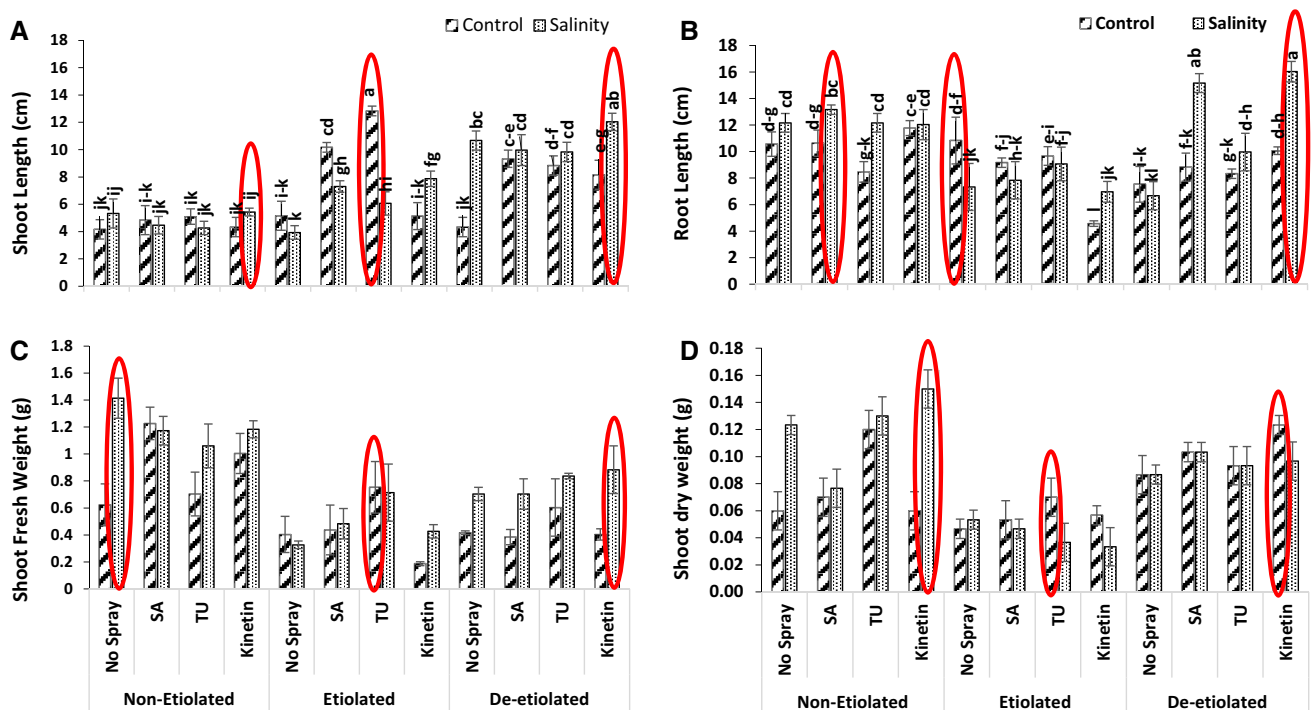 A
Control Salinity
Shoot Length (cm)
18
16
14
12
10
8
6
4
2
0
jk ij i-k jk ik jk jk ij i-k k cd gh a hi i-k fg jk bc c-e cd d-f cd e-g ab
B
Control Salinity
Root Length (cm)
18
16
14
12
10
8
6
4
2
0
d-g cd d-g bc g-k cd c-e cd d-f jk f-j h-k e-i f-j l jk i-k kl f-k ab g-k d-h d-h a
C
Shoot Fresh Weight (g)
1.8
1.6
1.4
1.2
1
0.8
0.6
0.4
0.2
0
No Spray SA TU Kinetin No Spray SA TU Kinetin No Spray SA TU Kinetin
Non-Etiolated Etiolated De-etiolated
D
Shoot dry weight (g)
0.18
0.16
0.14
0.12
0.10
0.08
0.06
0.04
0.02
0.00
No Spray SA TU Kinetin No Spray SA TU Kinetin No Spray SA TU Kinetin
Non-Etiolated Etiolated De-etiolated